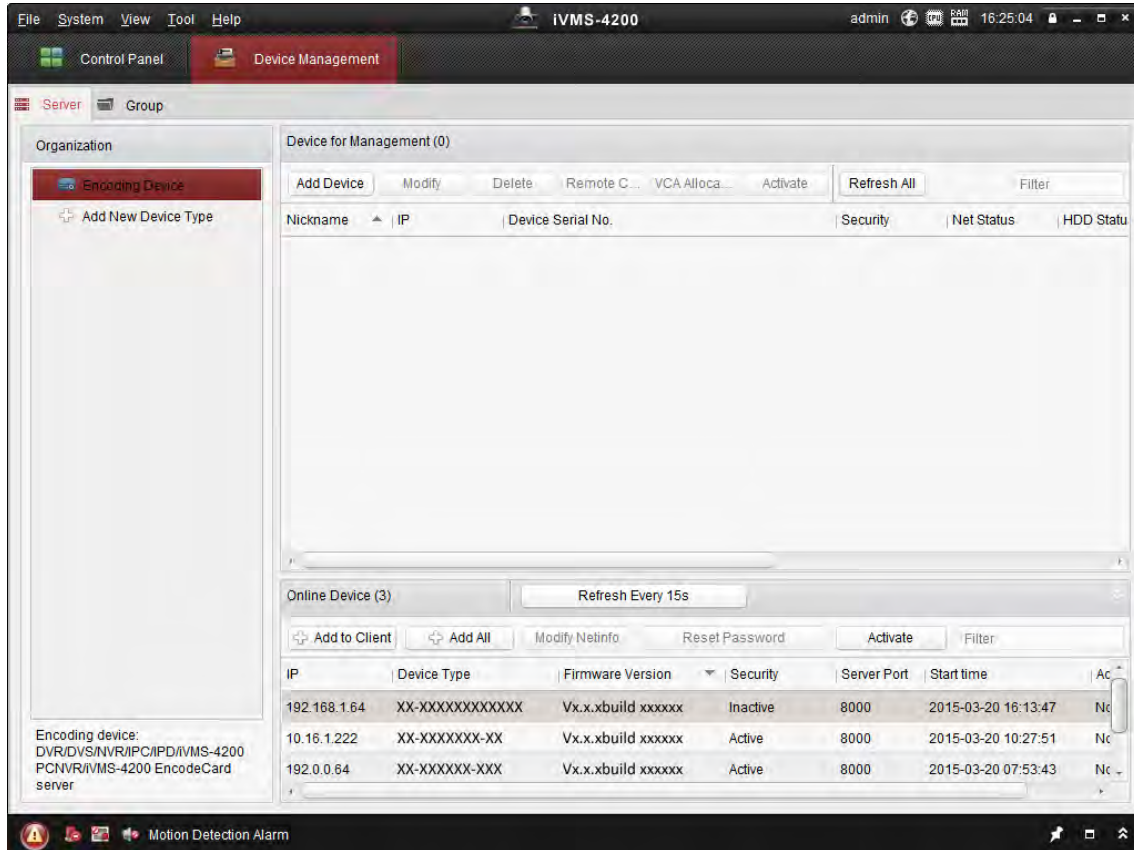 File System View Tool Help iVMS-4200 admin CPU RAM 16:25:04
Control Panel Device Management
Server Group
Organization
Encoding Device
Add New Device Type
Encoding device:
DVR/DVS/NVR/IPC/IPD/iVMS-4200
PCNVR/iVMS-4200 EncodeCard
server
Device for Management (0)
Add Device Modify Delete Remote C... VCA Alloca... Activate Refresh All Filter
Nickname IP Device Serial No. Security Net Status HDD Statu
Online Device (3) Refresh Every 15s
Add to Client Add All Modify Netinfo Reset Password Activate Filter
IP Device Type Firmware Version Security Server Port Start time Ac
192.168.1.64 XX-XXXXXXXXXXXX Vx.x.xbuild xxxxxx Inactive 8000 2015-03-20 16:13:47 No
10.16.1.222 XX-XXXXXXX-XX Vx.x.xbuild xxxxxx Active 8000 2015-03-20 10:27:51 No
192.0.0.64 XX-XXXXXX-XXX Vx.x.xbuild xxxxxx Active 8000 2015-03-20 07:53:43 No
Motion Detection Alarm